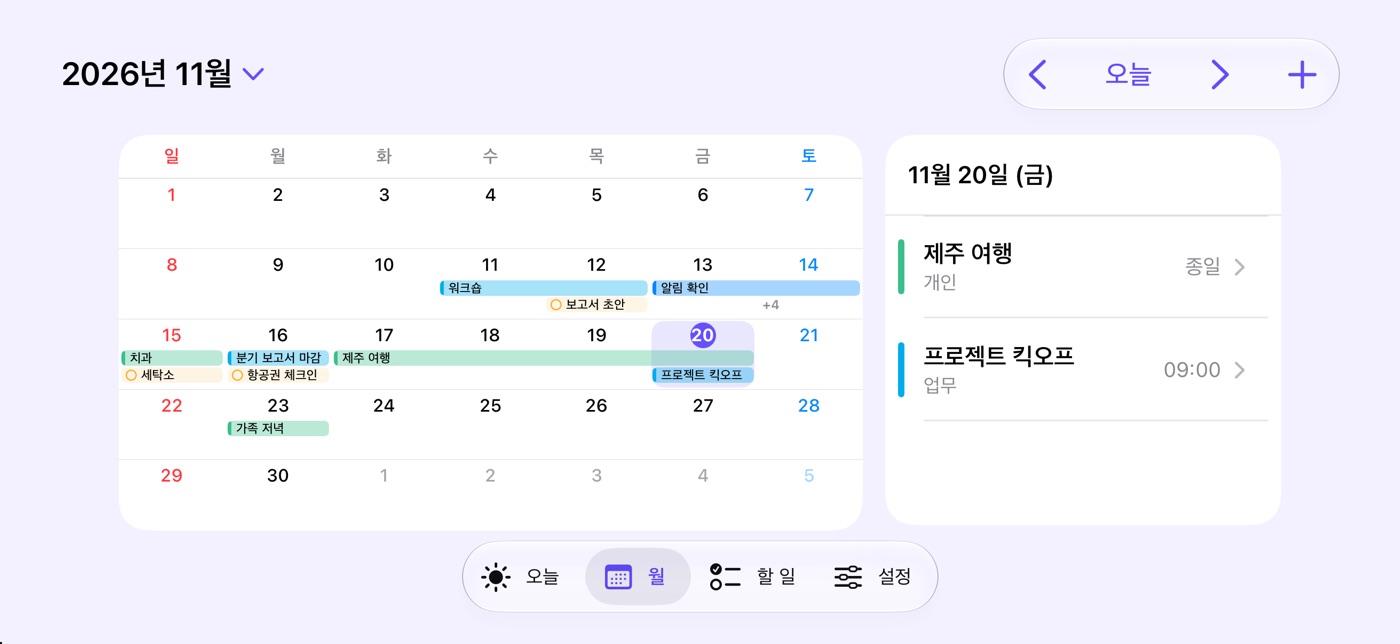 2026년 11월
오늘
일 월 화 수 목 금 토
1 2 3 4 5 6 7
8 9 10 11 12 13 14
워크숍 알림 확인
보고서 초안 +4
15 16 17 18 19 20 21
치과 분기 보고서 마감 제주 여행
세탁소 항공권 체크인 프로젝트 킥오프
22 23 24 25 26 27 28
가족 저녁
29 30 1 2 3 4 5
11월 20일 (금)
제주 여행 종일
개인
프로젝트 킥오프 09:00
업무
오늘 월 할 일 설정